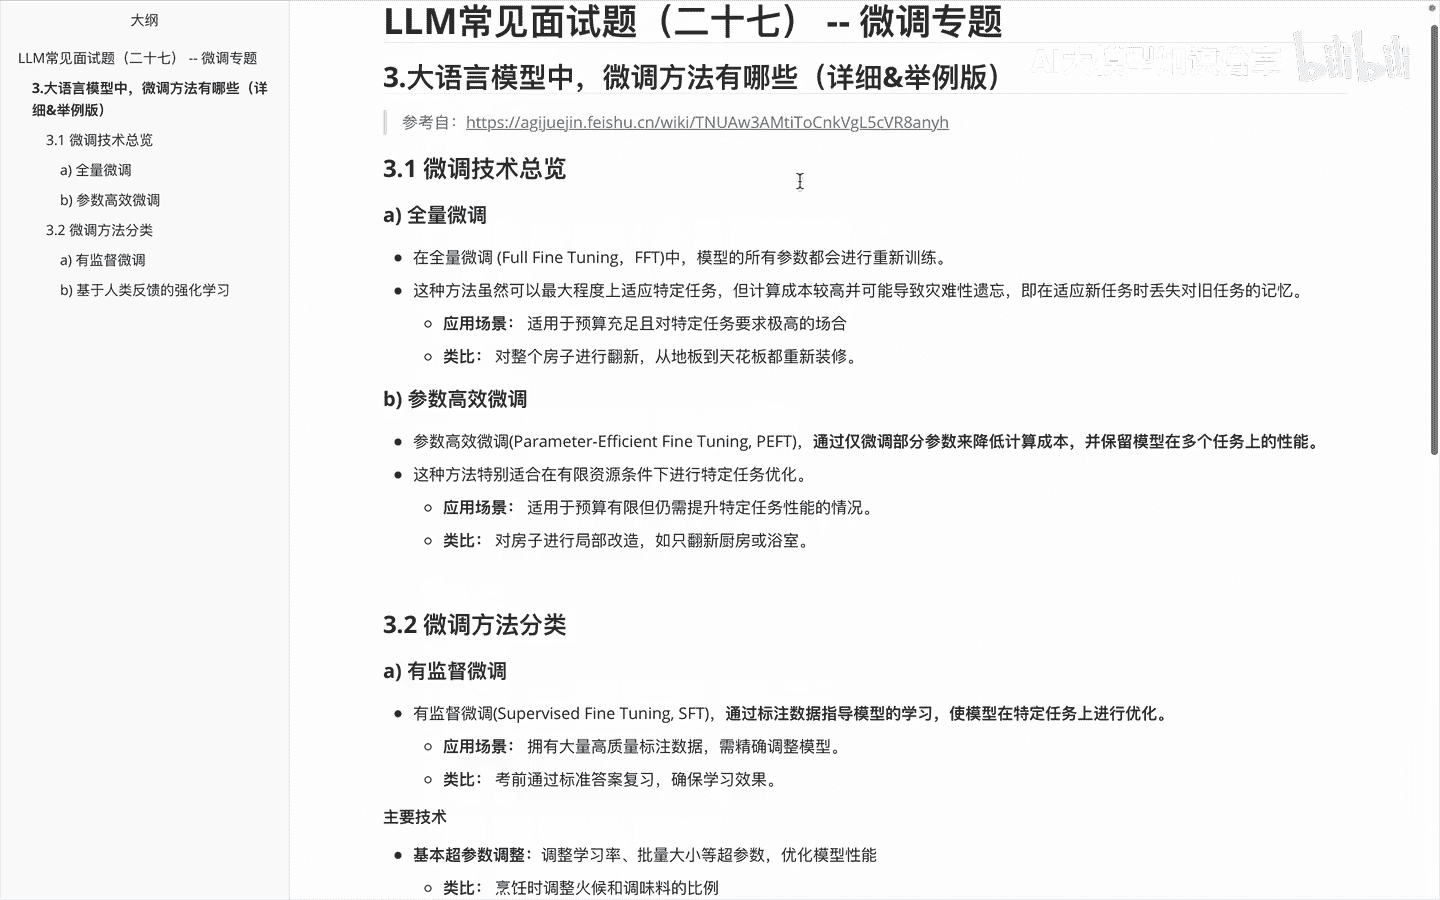 大纲
LLM常见面试题（二十七） -- 微调专题
3.大语言模型中，微调方法有哪些（详
细&举例版）
3.1 微调技术总览
a) 全量微调
b) 参数高效微调
3.2 微调方法分类
a) 有监督微调
b) 基于人类反馈的强化学习
LLM常见面试题（二十七） -- 微调专题
AI大模型知识分享 bilibili
3.大语言模型中，微调方法有哪些（详细&举例版）
参考自：https://agijuejin.feishu.cn/wiki/TNUAw3AMtiToCnkVgL5cVR8anyh
3.1 微调技术总览
a) 全量微调
• 在全量微调 (Full Fine Tuning，FFT)中，模型的所有参数都会进行重新训练。
• 这种方法虽然可以最大程度上适应特定任务，但计算成本较高并可能导致灾难性遗忘，即在适应新任务时丢失对旧任务的记忆。
◦ 应用场景： 适用于预算充足且对特定任务要求极高的场合
◦ 类比： 对整个房子进行翻新，从地板到天花板都重新装修。
b) 参数高效微调
• 参数高效微调(Parameter-Efficient Fine Tuning, PEFT)，通过仅微调部分参数来降低计算成本，并保留模型在多个任务上的性能。
• 这种方法特别适合在有限资源条件下进行特定任务优化。
◦ 应用场景： 适用于预算有限但仍需提升特定任务性能的情况。
◦ 类比： 对房子进行局部改造，如只翻新厨房或浴室。
3.2 微调方法分类
a) 有监督微调
• 有监督微调(Supervised Fine Tuning, SFT)，通过标注数据指导模型的学习，使模型在特定任务上进行优化。
◦ 应用场景： 拥有大量高质量标注数据，需精确调整模型。
◦ 类比： 考前通过标准答案复习，确保学习效果。
主要技术
• 基本超参数调整：调整学习率、批量大小等超参数，优化模型性能
◦ 类比： 烹饪时调整火候和调味料的比例